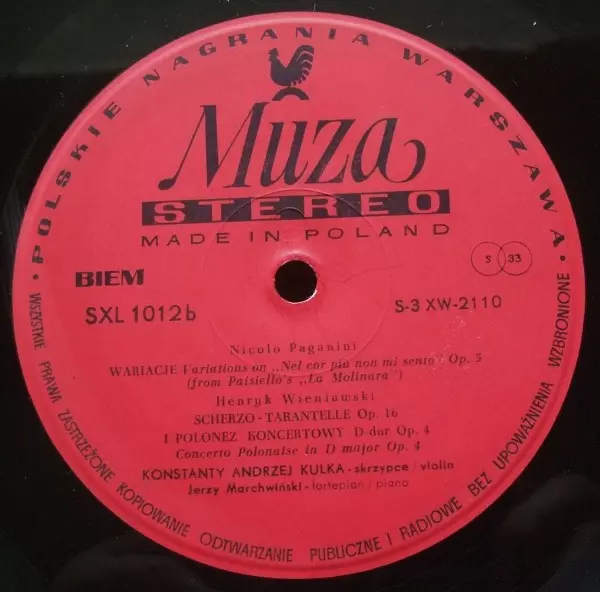 · POLSKIE NAGRANIA WARSZAWA ·
Muza
STEREO
MADE IN POLAND
BIEM
S 33
SXL 1012b
S-3 XW-2110
Nicolo Paganini
WARIACJE Variations on „Nel cor più non mi sento" Op. 5
(from Paisiello's „La Molinara")
Henryk Wieniawski
SCHERZO-TARANTELLE Op. 16
I POLONEZ KONCERTOWY D-dur Op. 4
Concerto Polonaise in D major Op. 4
KONSTANTY ANDRZEJ KULKA - skrzypce / violin
Jerzy Marchwiński - fortepian / piano
WSZYSTKIE PRAWA ZASTRZEŻONE KOPIOWANIE ODTWARZANIE PUBLICZNE I RADIOWE BEZ UPOWAŻNIENIA WZBRONIONE